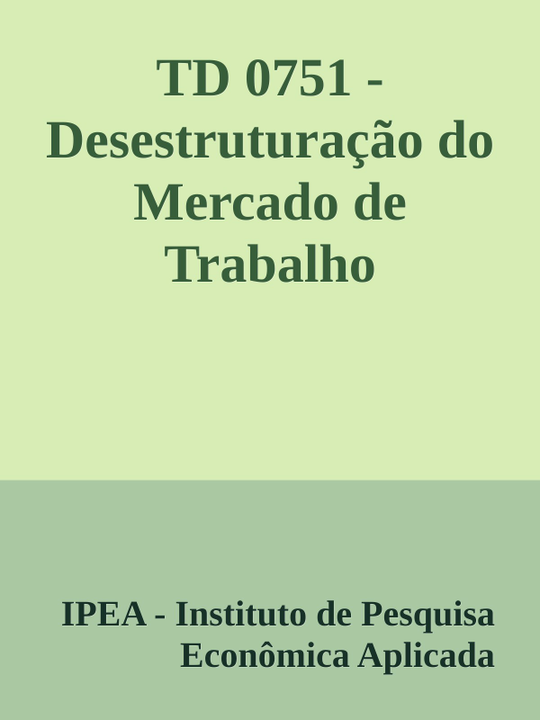 TD 0751 -
Desestruturação do
Mercado de
Trabalho
IPEA - Instituto de Pesquisa
Econômica Aplicada